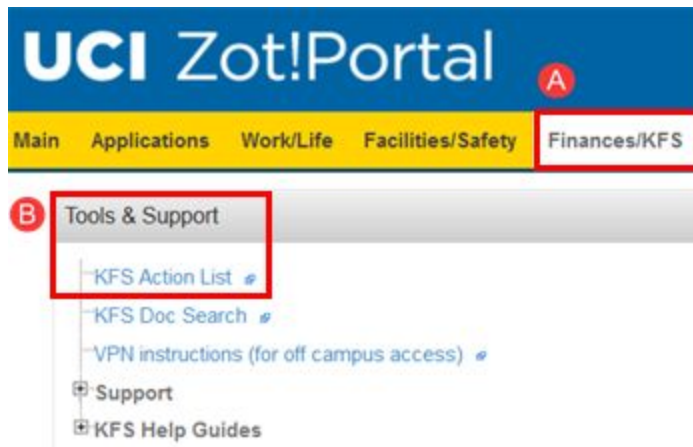 UCI Zot!Portal
A
Main Applications Work/Life Facilities/Safety Finances/KFS
B Tools & Support
KFS Action List
KFS Doc Search
VPN instructions (for off campus access)
Support
KFS Help Guides